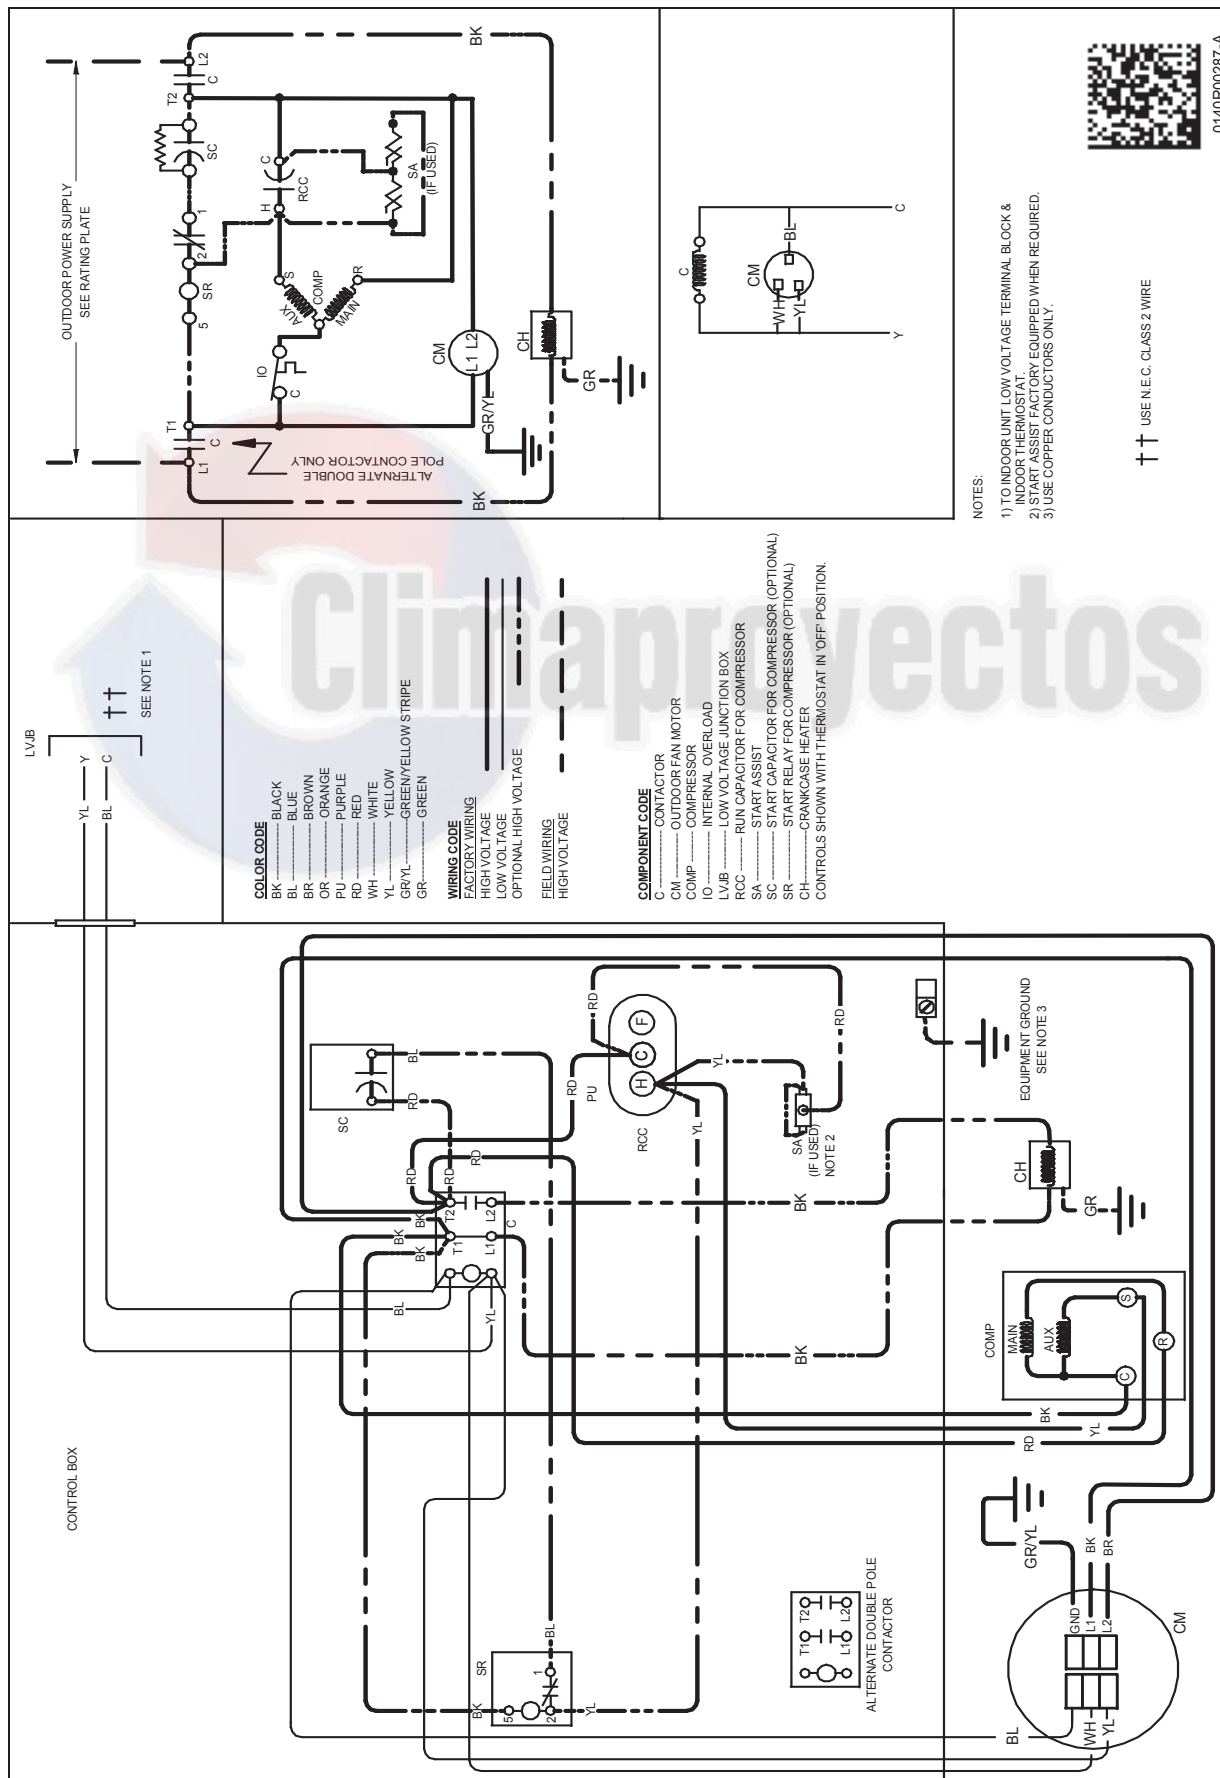 OUTDOOR POWER SUPPLY
SEE RATING PLATE
BK
L1
T1
C
ALTERNATE DOUBLE
POLE CONTACTOR ONLY
IO
C
5
SR
2
1
SC
T2
L2
C
H
C
RCC
S
AUX
COMP
MAIN
R
SA
(IF USED)
CM
L1 L2
GR/YL
CH
GR
BK
C
CM
WH
YL
BL
Y
C
NOTES:
1) TO INDOOR UNIT LOW VOLTAGE TERMINAL BLOCK &
INDOOR THERMOSTAT.
2) START ASSIST FACTORY EQUIPPED WHEN REQUIRED.
3) USE COPPER CONDUCTORS ONLY.
†† USE N.E.C. CLASS 2 WIRE
0140R00287-A
LVJB
YL
Y
BL
C
††
SEE NOTE 1
COLOR CODE
BK ---------- BLACK
BL ---------- BLUE
BR ---------- BROWN
OR ---------- ORANGE
PU ---------- PURPLE
RD ---------- RED
WH ---------- WHITE
YL ---------- YELLOW
GR/YL---------- GREEN/YELLOW STRIPE
GR---------- GREEN
WIRING CODE
FACTORY WIRING
HIGH VOLTAGE
LOW VOLTAGE
OPTIONAL HIGH VOLTAGE
FIELD WIRING
HIGH VOLTAGE
COMPONENT CODE
C ---------- CONTACTOR
CM ---------- OUTDOOR FAN MOTOR
COMP ---------- COMPRESSOR
IO ---------- INTERNAL OVERLOAD
LVJB ---------- LOW VOLTAGE JUNCTION BOX
RCC ---------- RUN CAPACITOR FOR COMPRESSOR
SA ---------- START ASSIST
SC ---------- START CAPACITOR FOR COMPRESSOR (OPTIONAL)
SR ---------- START RELAY FOR COMPRESSOR (OPTIONAL)
CH----------CRANKCASE HEATER
CONTROLS SHOWN WITH THERMOSTAT IN 'OFF' POSITION.
Climaproyectos
CONTROL BOX
SC
RD
BL
RD
RD
RD
BK
BK
BK
T2
T1
L2
L1
C
BL
YL
RD
PU
RD
H
C
F
RCC
YL
YL
SA
(IF USED)
NOTE 2
RD
SR
BL
1
5
2
BK
YL
BK
BK
ALTERNATE DOUBLE POLE
CONTACTOR
T1
T2
L1
L2
EQUIPMENT GROUND
SEE NOTE 3
CH
GR
COMP
MAIN
AUX
S
C
R
BK
YL
RD
GR/YL
BK
BR
GND
L1
L2
CM
BL
WH
YL